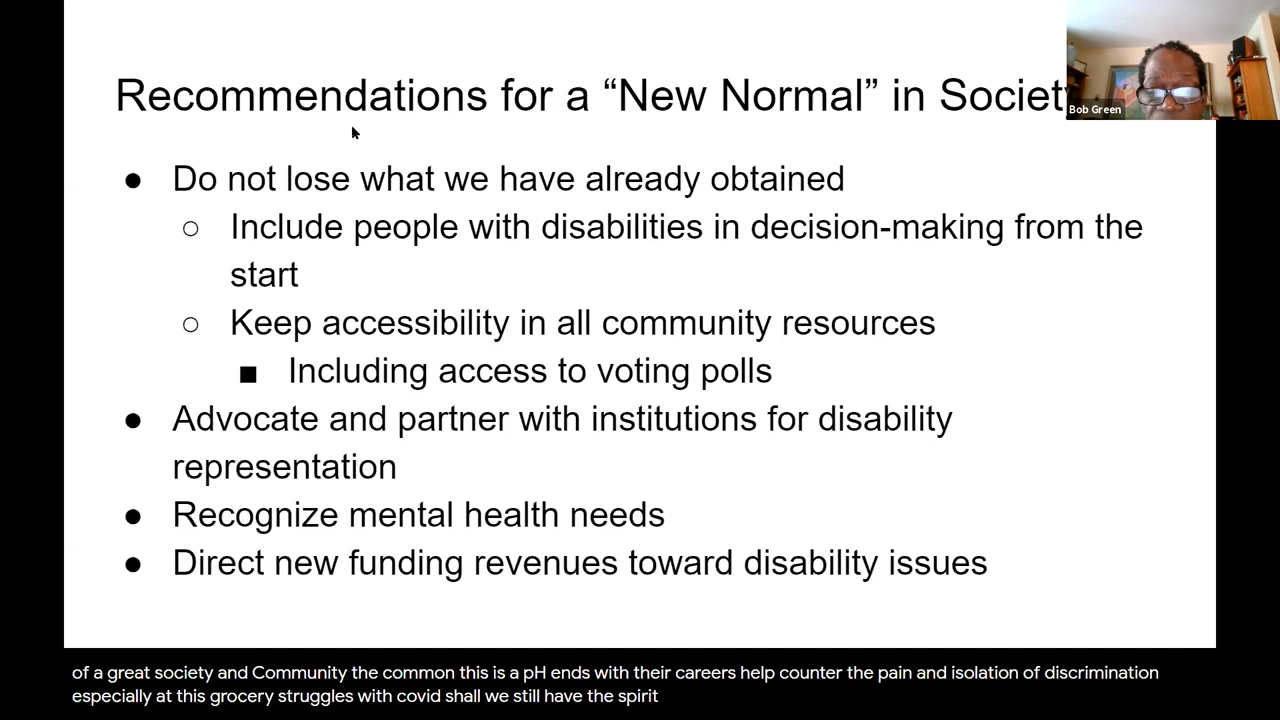 Recommendations for a “New Normal” in Society
Bob Green
● Do not lose what we have already obtained
○ Include people with disabilities in decision-making from the
start
○ Keep accessibility in all community resources
■ Including access to voting polls
● Advocate and partner with institutions for disability
representation
● Recognize mental health needs
● Direct new funding revenues toward disability issues
of a great society and Community the common this is a pH ends with their careers help counter the pain and isolation of discrimination
especially at this grocery struggles with covid shall we still have the spirit